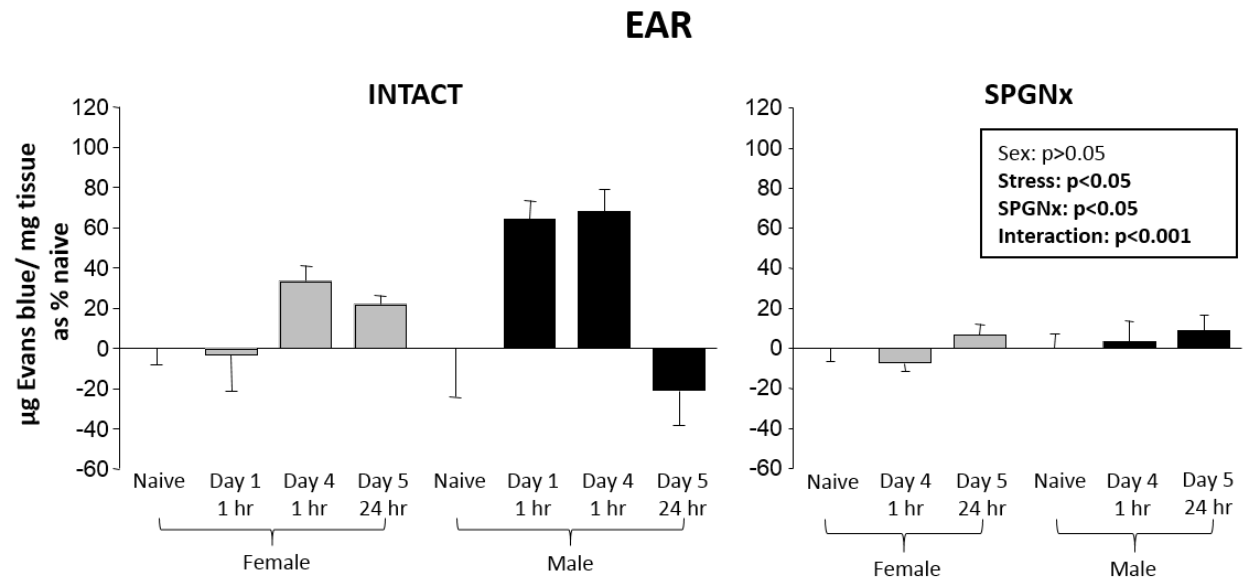 EAR
INTACT
µg Evans blue/ mg tissue
as % naive
120
100
80
60
40
20
0
-20
-40
-60
Naive
Day 1
1 hr
Day 4
1 hr
Day 5
24 hr
Naive
Day 1
1 hr
Day 4
1 hr
Day 5
24 hr
Female
Male
SPGNx
120
100
80
60
40
20
0
-20
-40
-60
Sex: p>0.05
Stress: p<0.05
SPGNx: p<0.05
Interaction: p<0.001
Naive
Day 4
1 hr
Day 5
24 hr
Naive
Day 4
1 hr
Day 5
24 hr
Female
Male